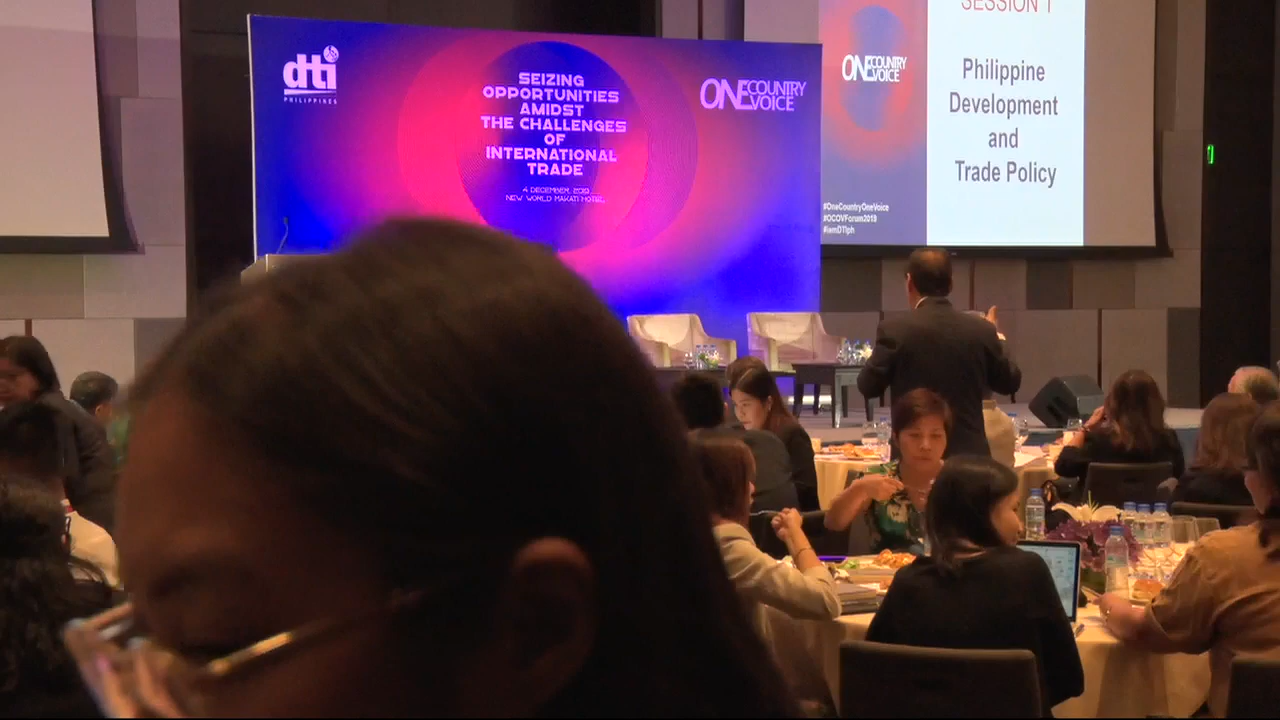 dti
PHILIPPINES
SEIZING
OPPORTUNITIES
AMIDST
THE CHALLENGES
OF
INTERNATIONAL
TRADE
4 DECEMBER, 2019
NEW WORLD MAKATI HOTEL
ONE COUNTRY
VOICE
SESSION 1
ONE COUNTRY
VOICE
Philippine
Development
and
Trade Policy
#OneCountryOneVoice
#OCOVForum2019
#iamDTIph